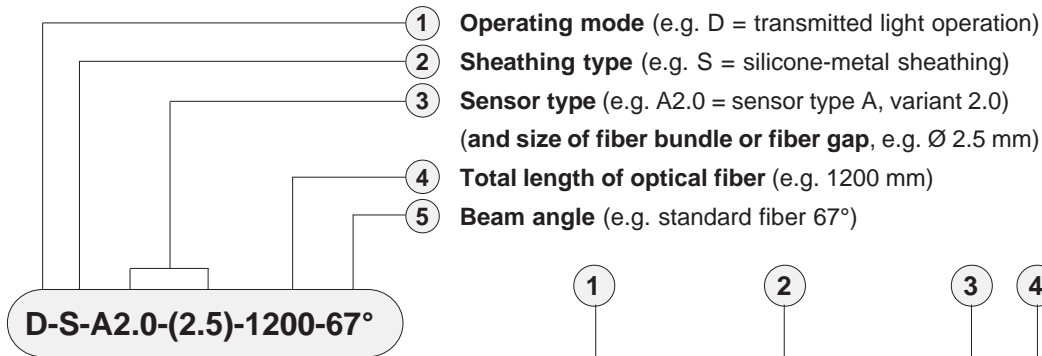 1 Operating mode (e.g. D = transmitted light operation)
2 Sheathing type (e.g. S = silicone-metal sheathing)
3 Sensor type (e.g. A2.0 = sensor type A, variant 2.0)
(and size of fiber bundle or fiber gap, e.g. Ø 2.5 mm)
4 Total length of optical fiber (e.g. 1200 mm)
5 Beam angle (e.g. standard fiber 67°)
1 2 3 4
D-S-A2.0-(2.5)-1200-67°